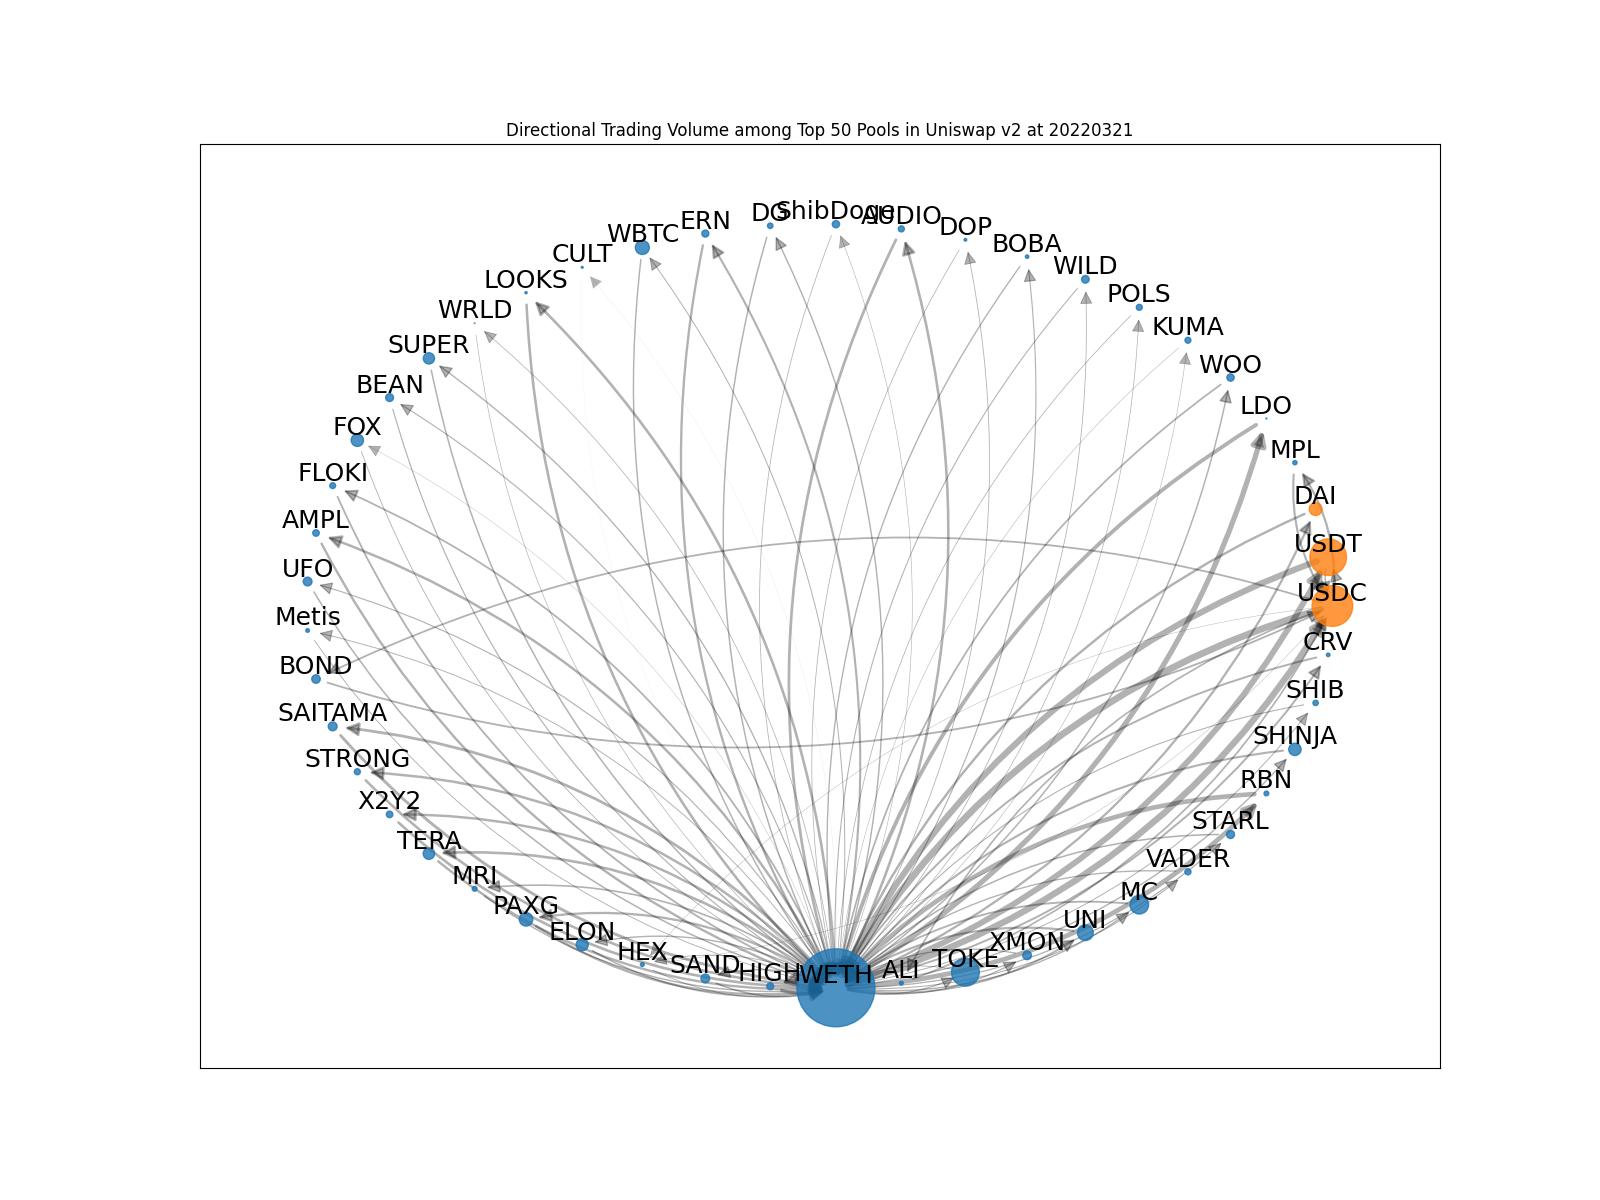 Directional Trading Volume among Top 50 Pools in Uniswap v2 at 20220321
ShibDoge
DG
AUDIO
ERN
DOP
WBTC
BOBA
CULT
WILD
LOOKS
POLS
WRLD
KUMA
SUPER
WOO
BEAN
LDO
FOX
MPL
FLOKI
DAI
AMPL
USDT
UFO
USDC
Metis
CRV
BOND
SHIB
SAITAMA
SHINJA
STRONG
RBN
X2Y2
STARL
TERA
VADER
MRI
MC
PAXG
UNI
ELON
XMON
HEX
TOKE
SAND
ALI
HIGH
WETH